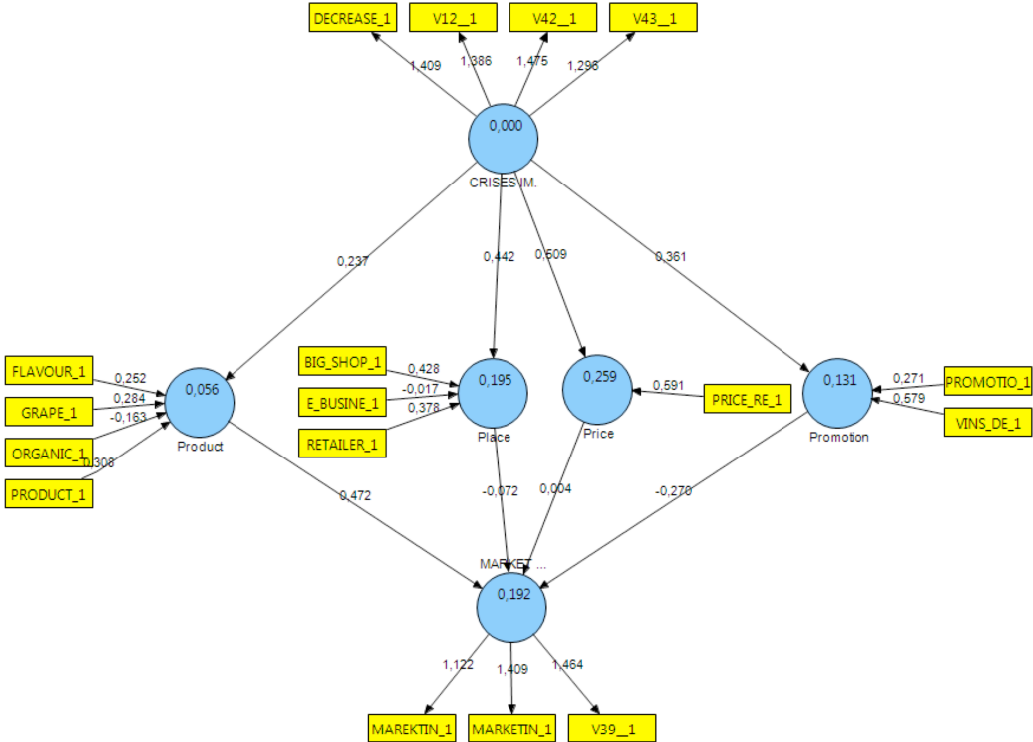 DECREASE_1
V12__1
V42__1
V43__1
1,409
1,386
1,475
1,296
0,000
CRISES IM.
0,237
0,442
0,509
0,361
FLAVOUR_1
GRAPE_1
ORGANIC_1
PRODUCT_1
0,252
0,284
-0,163
0,308
0,056
Product
BIG_SHOP_1
E_BUSINE_1
RETAILER_1
0,428
-0,017
0,378
0,195
Place
0,259
Price
0,591
PRICE_RE_1
0,131
Promotion
0,271
0,579
PROMOTIO_1
VINS_DE_1
0,472
-0,072
0,004
-0,270
MARKET ...
0,192
1,122
1,409
1,464
MAREKTIN_1
MARKETIN_1
V39__1